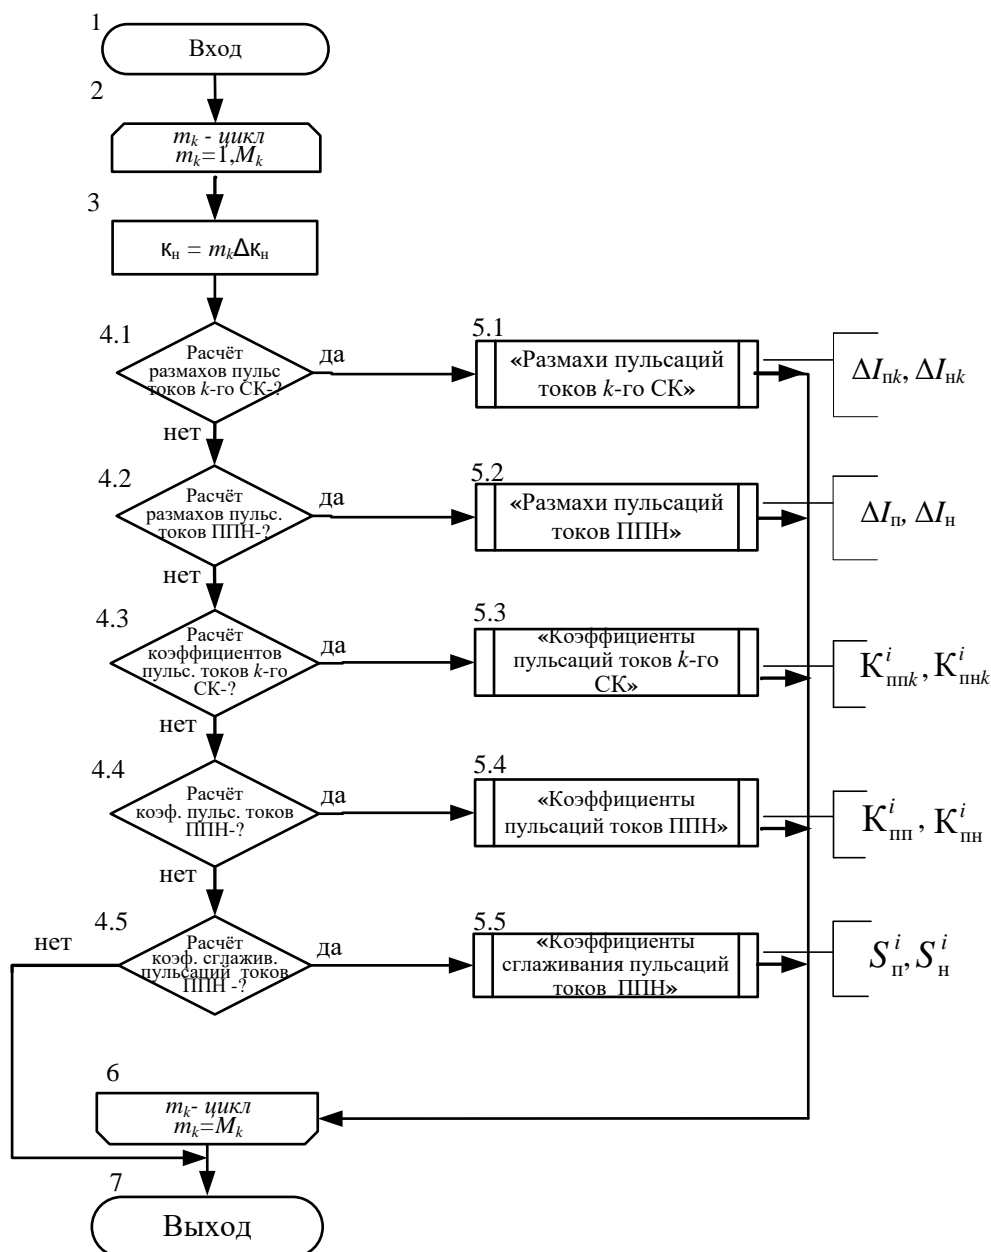 1
Вход
2
m_k - цикл
m_k=1,M_k
3
к_н = m_kΔк_н
4.1
Расчёт
размахов пульс
токов k-го СК-?
да
нет
5.1
«Размахи пульсаций
токов k-го СК»
ΔI_пk, ΔI_нk
4.2
Расчёт
размахов пульс.
токов ППН-?
да
нет
5.2
«Размахи пульсаций
токов ППН»
ΔI_п, ΔI_н
4.3
Расчёт
коэффициентов
пульс. токов k-го
СК-?
да
нет
5.3
«Коэффициенты
пульсаций токов k-го
СК»
К^i_ппk, К^i_пнk
4.4
Расчёт
коэф. пульс. токов
ППН-?
да
нет
5.4
«Коэффициенты
пульсаций токов ППН»
К^i_пп, К^i_пн
4.5
Расчёт
коэф. сглажив.
пульсаций токов
ППН -?
нет
да
5.5
«Коэффициенты
сглаживания пульсаций
токов ППН»
S^i_п, S^i_н
6
m_k- цикл
m_k=M_k
7
Выход